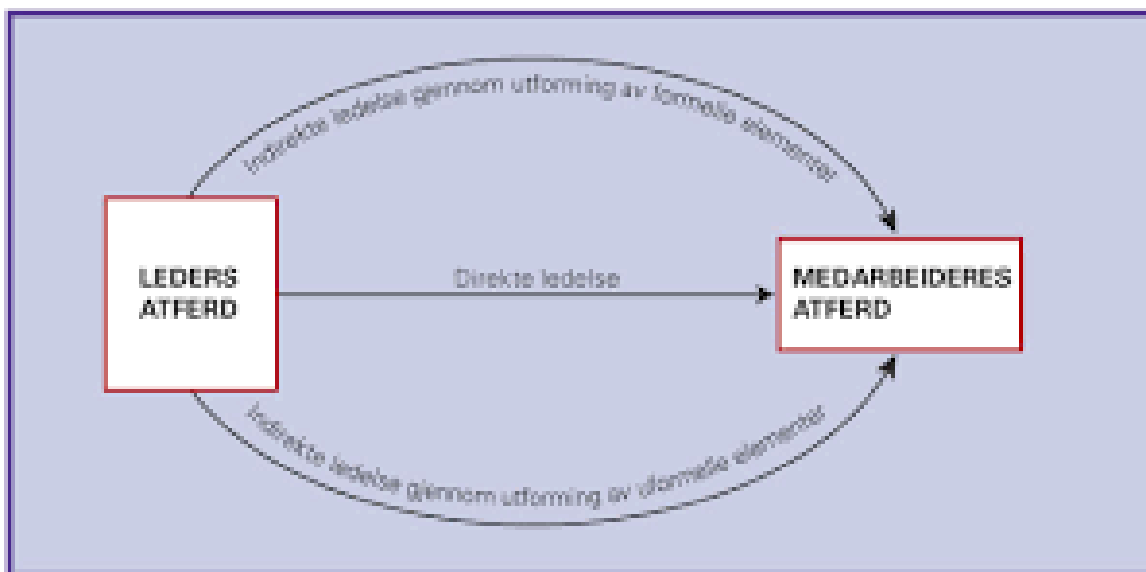 Indirekte ledelse gjennom utforming av formelle elementer
LEDERS
ATFERD
Direkte ledelse
MEDARBEIDERES
ATFERD
Indirekte ledelse gjennom utforming av uformelle elementer